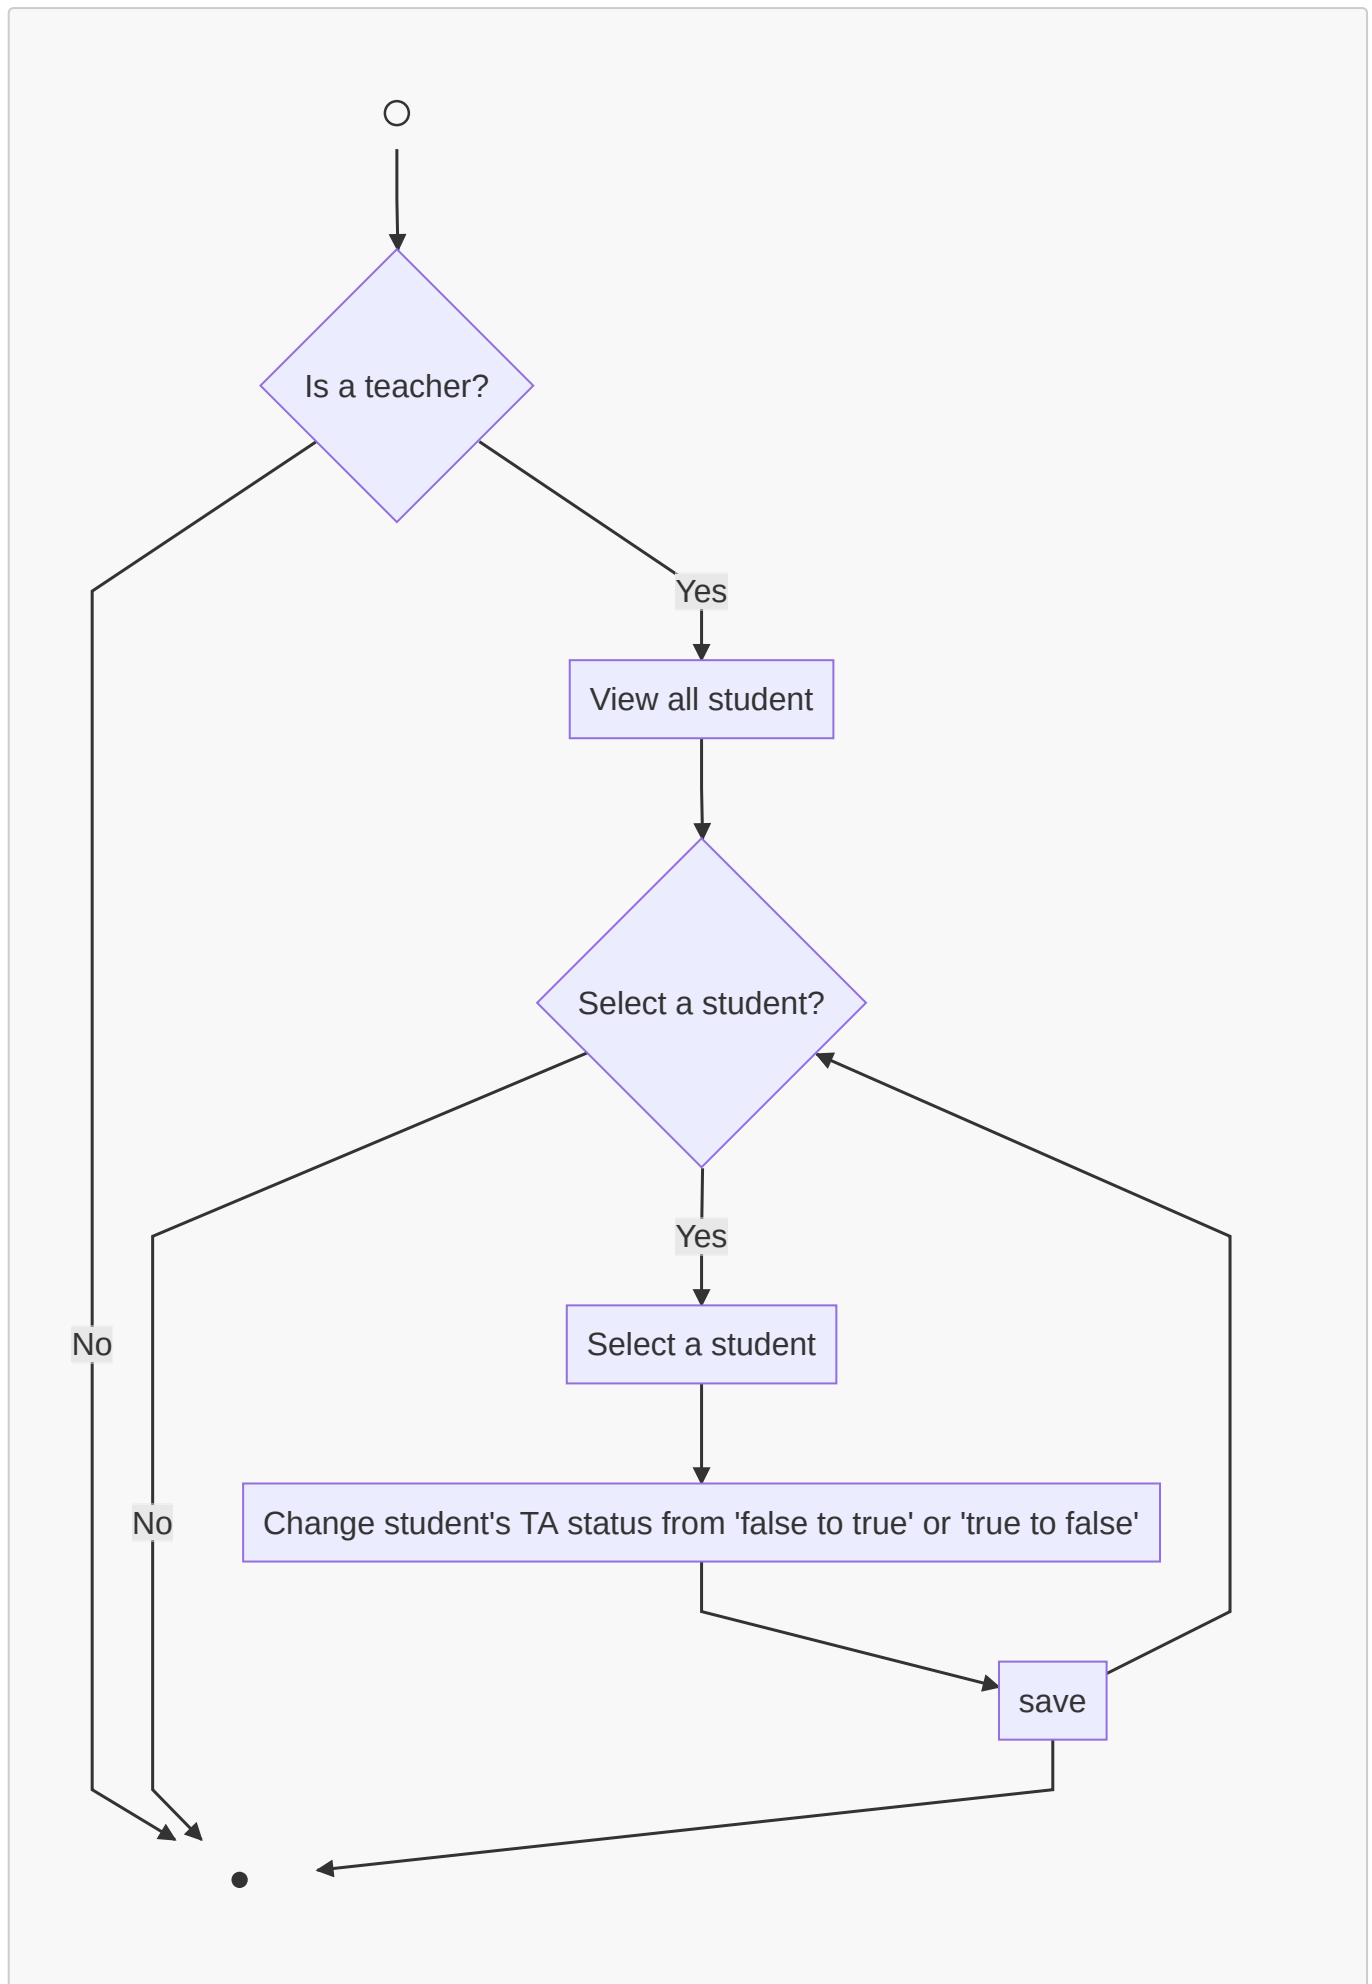 Is a teacher?
Yes
View all student
Select a student?
Yes
No
Select a student
No
Change student's TA status from 'false to true' or 'true to false'
save